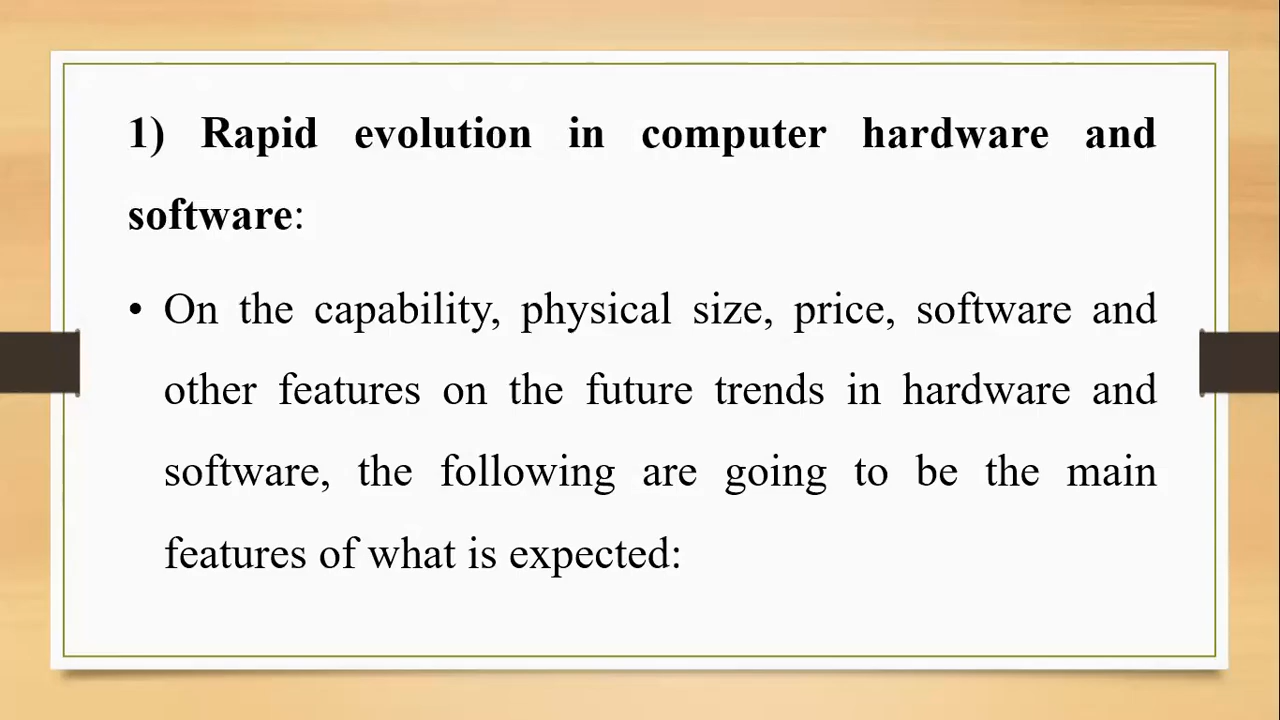 1) Rapid evolution in computer hardware and
software:
• On the capability, physical size, price, software and
other features on the future trends in hardware and
software, the following are going to be the main
features of what is expected: